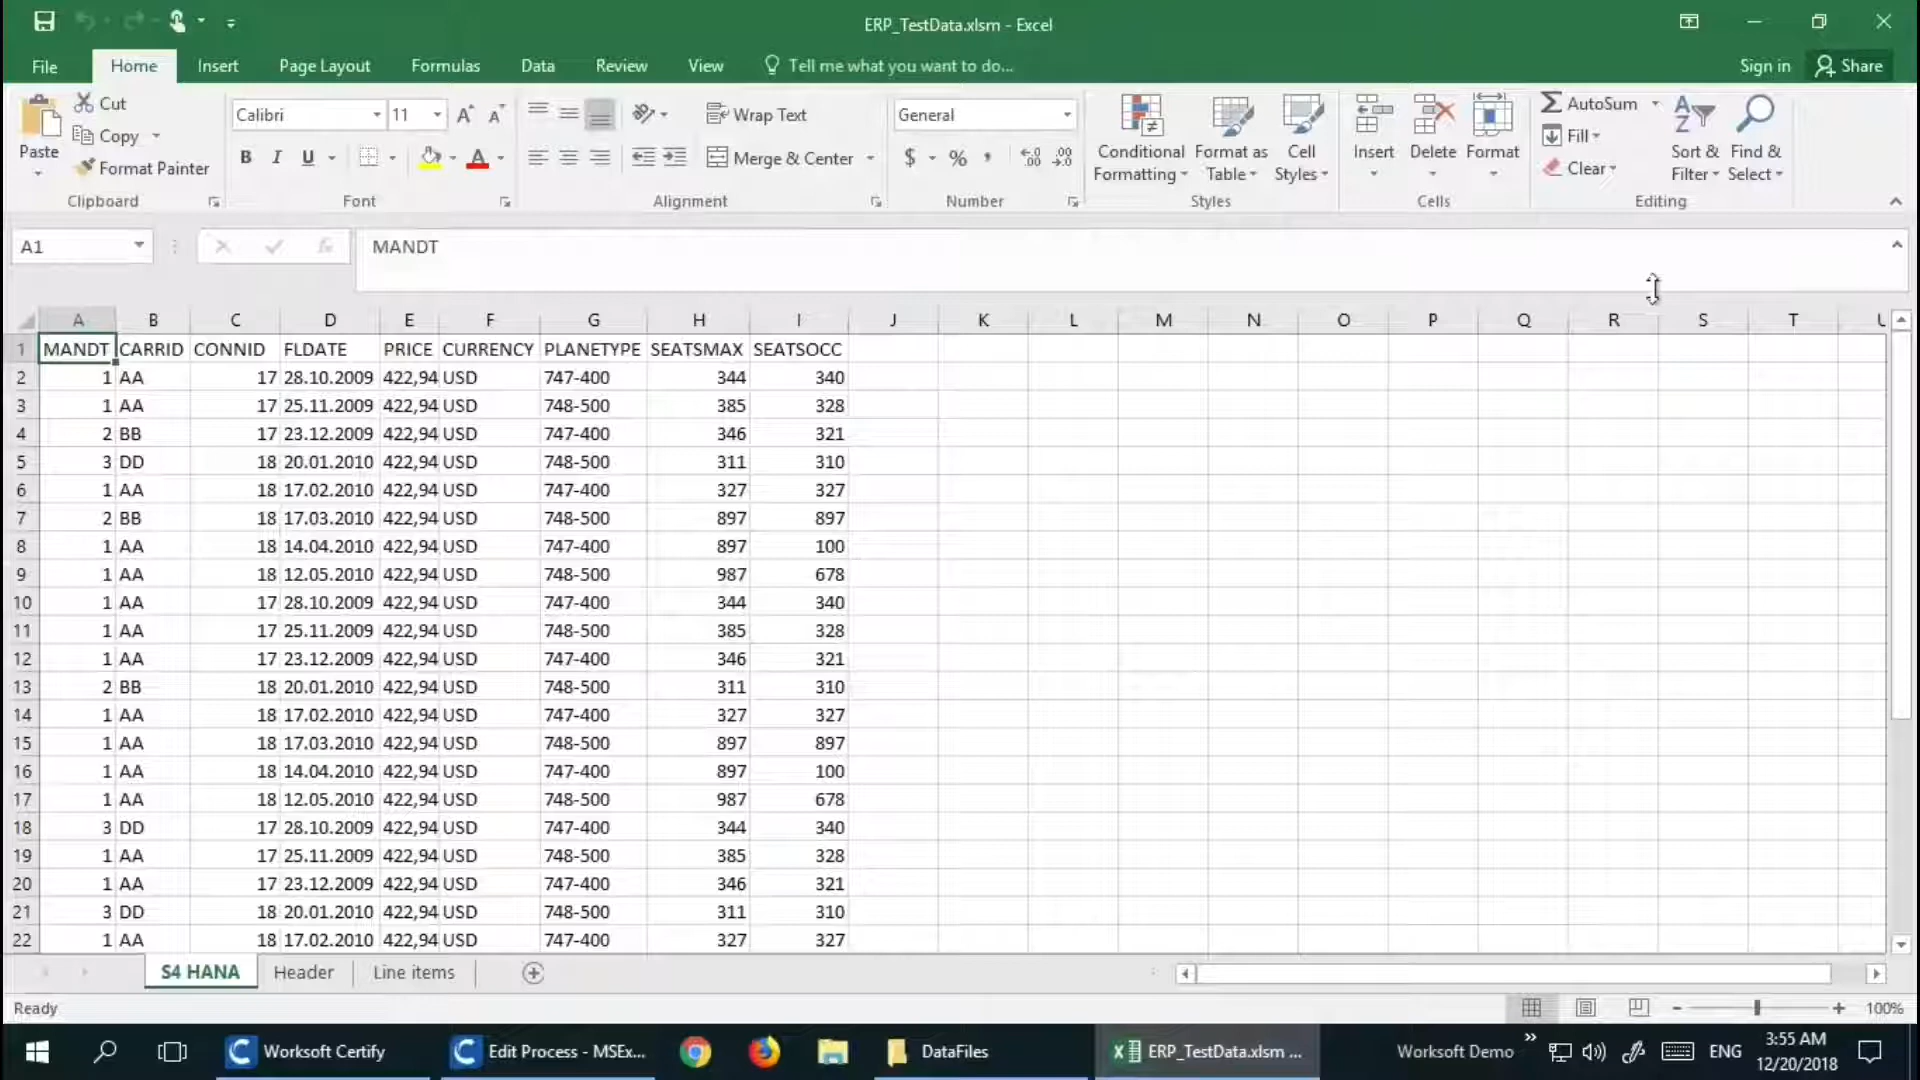 ERP_TestData.xlsm - Excel
File Home Insert Page Layout Formulas Data Review View Tell me what you want to do... Sign in Share
Paste
Cut
Copy
Format Painter
Clipboard
Calibri 11
B I U
Font
Wrap Text
Merge & Center
Alignment
General
$ % ,
Number
Conditional Formatting
Format as Table
Cell Styles
Styles
Insert Delete Format
Cells
AutoSum
Fill
Clear
Sort & Filter
Find & Select
Editing
A1 MANDT
A B C D E F G H I J K L M N O P Q R S T U
1 MANDT CARRID CONNID FLDATE PRICE CURRENCY PLANETYPE SEATSMAX SEATSOCC
2 1 AA 17 28.10.2009 422,94 USD 747-400 344 340
3 1 AA 17 25.11.2009 422,94 USD 748-500 385 328
4 2 BB 17 23.12.2009 422,94 USD 747-400 346 321
5 3 DD 18 20.01.2010 422,94 USD 748-500 311 310
6 1 AA 18 17.02.2010 422,94 USD 747-400 327 327
7 2 BB 18 17.03.2010 422,94 USD 748-500 897 897
8 1 AA 18 14.04.2010 422,94 USD 747-400 897 100
9 1 AA 18 12.05.2010 422,94 USD 748-500 987 678
10 1 AA 17 28.10.2009 422,94 USD 747-400 344 340
11 1 AA 17 25.11.2009 422,94 USD 748-500 385 328
12 1 AA 17 23.12.2009 422,94 USD 747-400 346 321
13 2 BB 18 20.01.2010 422,94 USD 748-500 311 310
14 1 AA 18 17.02.2010 422,94 USD 747-400 327 327
15 1 AA 18 17.03.2010 422,94 USD 748-500 897 897
16 1 AA 18 14.04.2010 422,94 USD 747-400 897 100
17 1 AA 18 12.05.2010 422,94 USD 748-500 987 678
18 3 DD 17 28.10.2009 422,94 USD 747-400 344 340
19 1 AA 17 25.11.2009 422,94 USD 748-500 385 328
20 1 AA 17 23.12.2009 422,94 USD 747-400 346 321
21 3 DD 18 20.01.2010 422,94 USD 748-500 311 310
22 1 AA 18 17.02.2010 422,94 USD 747-400 327 327
S4 HANA Header Line items
Ready 100%
Worksoft Certify Edit Process - MSEx... DataFiles ERP_TestData.xlsm ... Worksoft Demo ENG
3:55 AM
12/20/2018